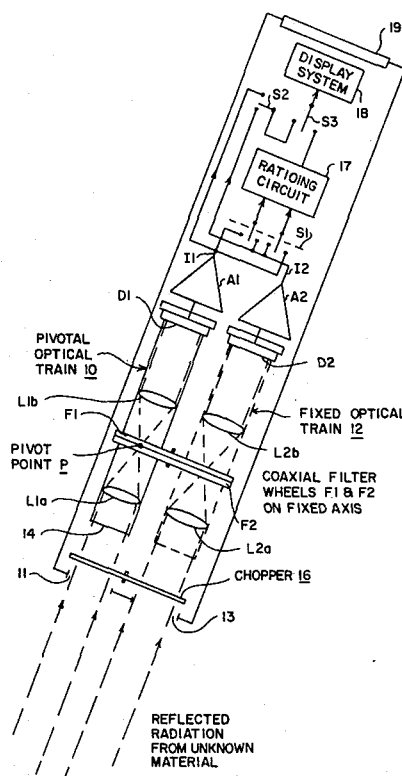 19
DISPLAY
SYSTEM
18
S2
S3
RATIOING
CIRCUIT
17
S1
I1
I2
A1
A2
D1
D2
PIVOTAL
OPTICAL
TRAIN 10
L1b
FIXED OPTICAL
TRAIN 12
F1
L2b
PIVOT
POINT P
COAXIAL FILTER
WHEELS F1 & F2
ON FIXED AXIS
L1a
F2
14
L2a
11
CHOPPER 16
13
REFLECTED
RADIATION
FROM UNKNOWN
MATERIAL